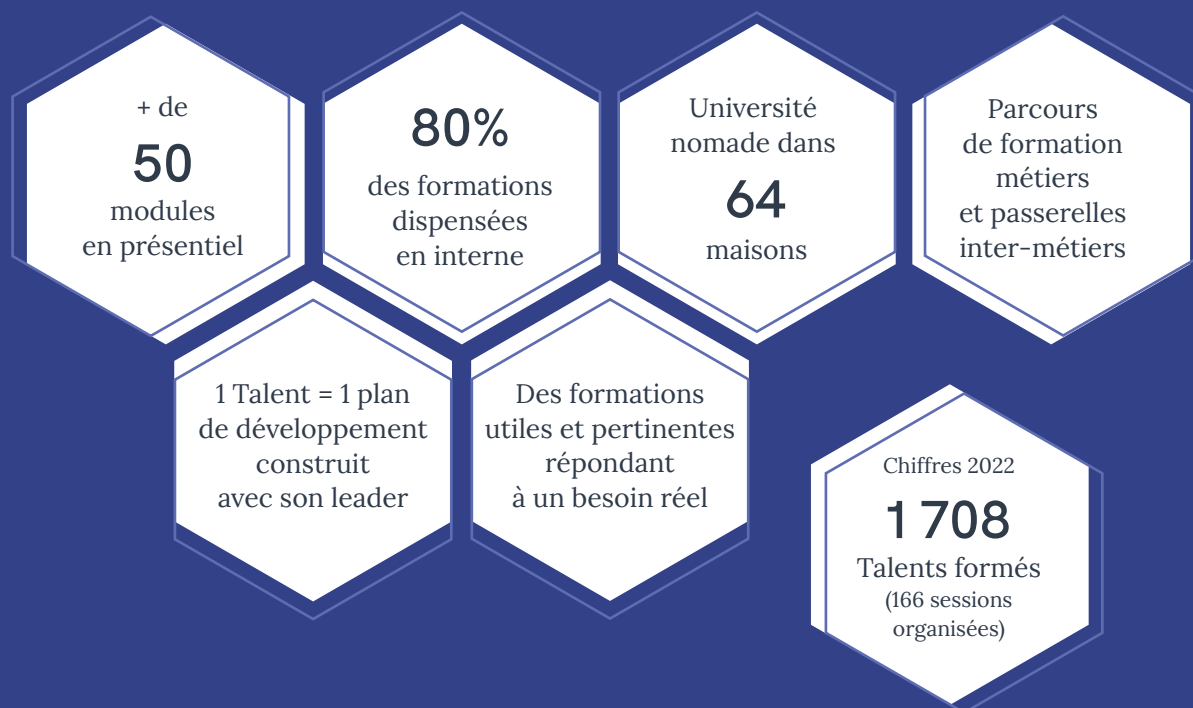 + de
50
modules
en présentiel
80%
des formations
dispensées
en interne
Université
nomade dans
64
maisons
Parcours
de formation
métiers
et passerelles
inter-métiers
1 Talent = 1 plan
de développement
construit
avec son leader
Des formations
utiles et pertinentes
répondant
à un besoin réel
Chiffres 2022
1 708
Talents formés
(166 sessions
organisées)